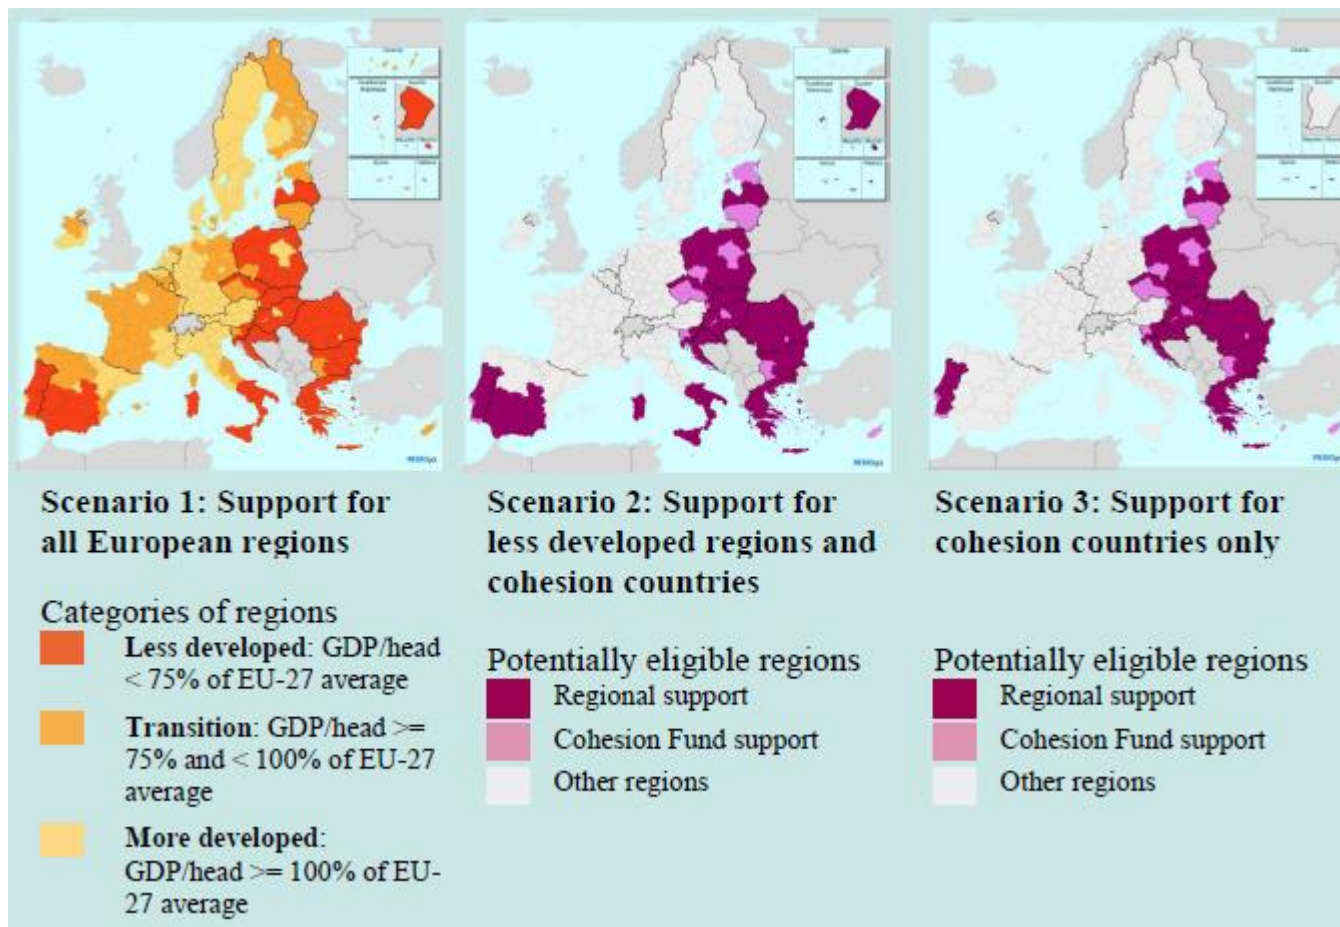 REGIOgis
REGIOgis
REGIOgis
Scenario 1: Support for
all European regions
Categories of regions
Less developed: GDP/head
< 75% of EU-27 average
Transition: GDP/head >=
75% and < 100% of EU-27
average
More developed:
GDP/head >= 100% of EU-
27 average
Scenario 2: Support for
less developed regions and
cohesion countries
Potentially eligible regions
Regional support
Cohesion Fund support
Other regions
Scenario 3: Support for
cohesion countries only
Potentially eligible regions
Regional support
Cohesion Fund support
Other regions